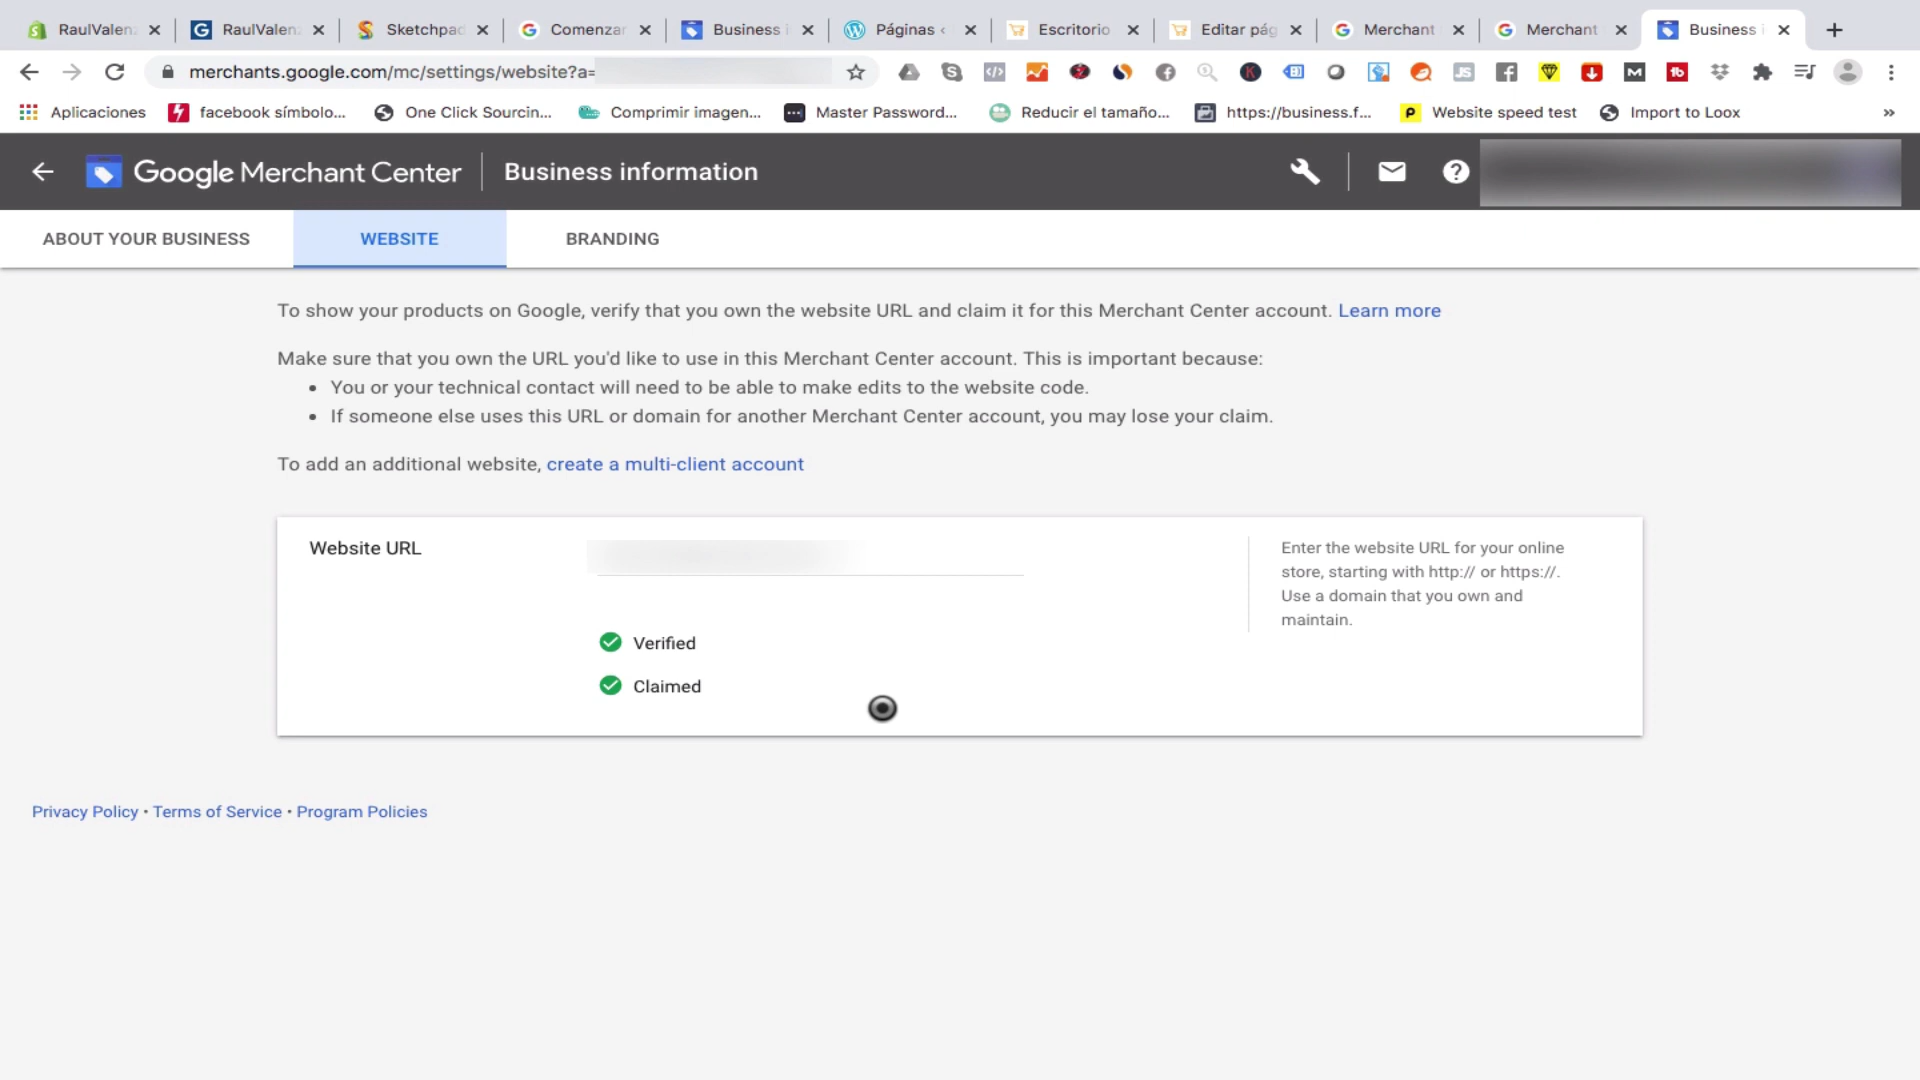 RaulValen
RaulValen
Sketchpad
Comenzar
Business i
Páginas ‹
Escritorio
Editar pág
Merchant
Merchant
Business i
merchants.google.com/mc/settings/website?a=
Aplicaciones
facebook símbolo...
One Click Sourcin...
Comprimir imagen...
Master Password...
Reducir el tamaño...
https://business.f...
Website speed test
Import to Loox
»
Google Merchant Center
Business information
ABOUT YOUR BUSINESS
WEBSITE
BRANDING
To show your products on Google, verify that you own the website URL and claim it for this Merchant Center account. Learn more
Make sure that you own the URL you'd like to use in this Merchant Center account. This is important because:
• You or your technical contact will need to be able to make edits to the website code.
• If someone else uses this URL or domain for another Merchant Center account, you may lose your claim.
To add an additional website, create a multi-client account
Website URL
Enter the website URL for your online
store, starting with http:// or https://.
Use a domain that you own and
maintain.
Verified
Claimed
Privacy Policy • Terms of Service • Program Policies